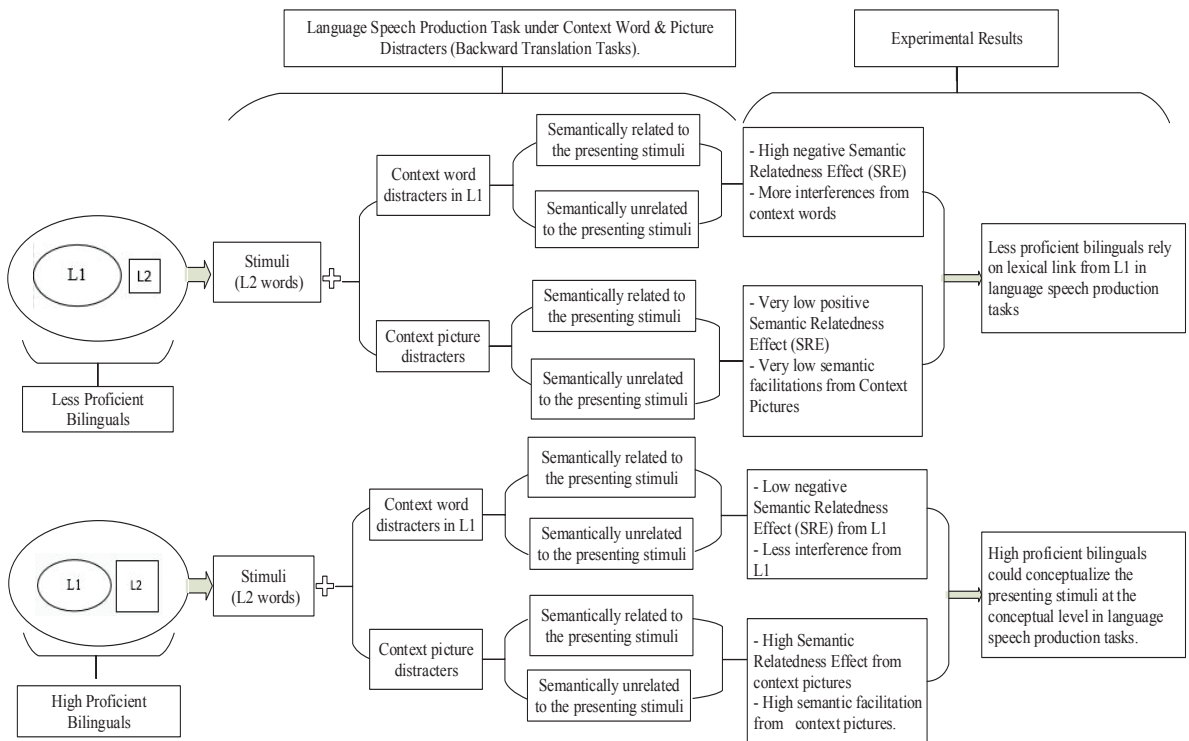 Language Speech Production Task under Context Word & Picture
Distracters (Backward Translation Tasks).
Experimental Results
L1
L2
Less Proficient
Bilinguals
Stimuli
(L2 words)
Context word
distracters in L1
Semantically related to
the presenting stimuli
Semantically unrelated to
the presenting stimuli
- High negative Semantic
Relatedness Effect (SRE)
- More interferences from
context words
Context picture
distracters
Semantically related to
the presenting stimuli
Semantically unrelated to
the presenting stimuli
- Very low positive
Semantic Relatedness
Effect (SRE)
- Very low semantic
facilitations from Context
Pictures
Less proficient bilinguals rely
on lexical link from L1 in
language speech production
tasks
L1
L2
High Proficient
Bilinguals
Stimuli
(L2 words)
Context word
distracters in L1
Semantically related to
the presenting stimuli
Semantically unrelated to
the presenting stimuli
- Low negative
Semantic Relatedness
Effect (SRE) from L1
- Less interference from
L1
Context picture
distracters
Semantically related to
the presenting stimuli
Semantically unrelated to
the presenting stimuli
- High Semantic
Relatedness Effect from
context pictures
- High semantic facilitation
from context pictures.
High proficient bilinguals
could conceptualize the
presenting stimuli at the
conceptual level in language
speech production tasks.